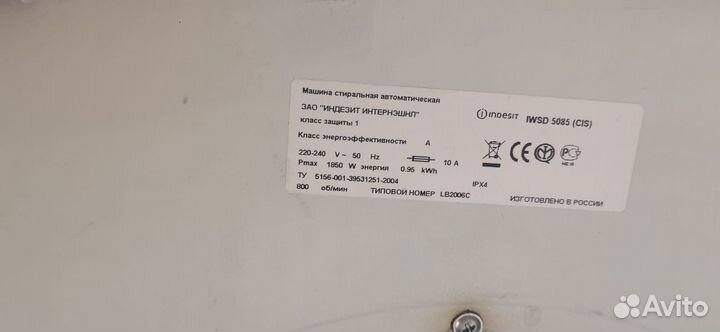 Машина стиральная автоматическая
ЗАО "ИНДЕЗИТ ИНТЕРНЭШНЛ"
класс защиты 1
Класс энергоэффективности А
220-240 V ~ 50 Hz 10 A
Pmax 1850 W энергия 0.95 kWh
ТУ 5156-001-39531251-2004
800 об/мин ТИПОВОЙ НОМЕР LB2006C
indesit IWSD 5085 (CIS)
CE
IPX4
ИЗГОТОВЛЕНО В РОССИИ
Avito